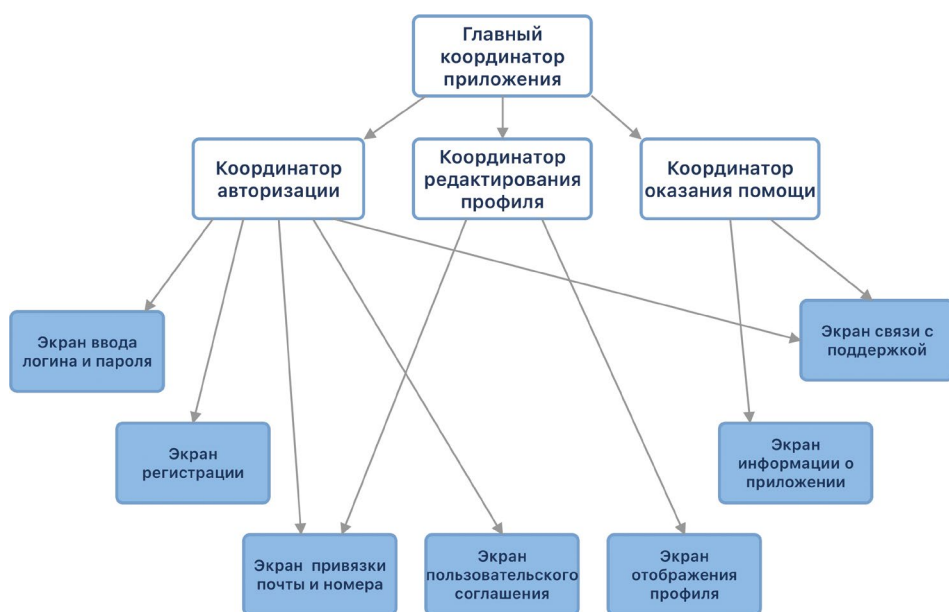 Главный
координатор
приложения
Координатор
авторизации
Координатор
редактирования
профиля
Координатор
оказания помощи
Экран ввода
логина и пароля
Экран связи с
поддержкой
Экран
регистрации
Экран
информации о
приложении
Экран привязки
почты и номера
Экран
пользовательского
соглашения
Экран
отображения
профиля